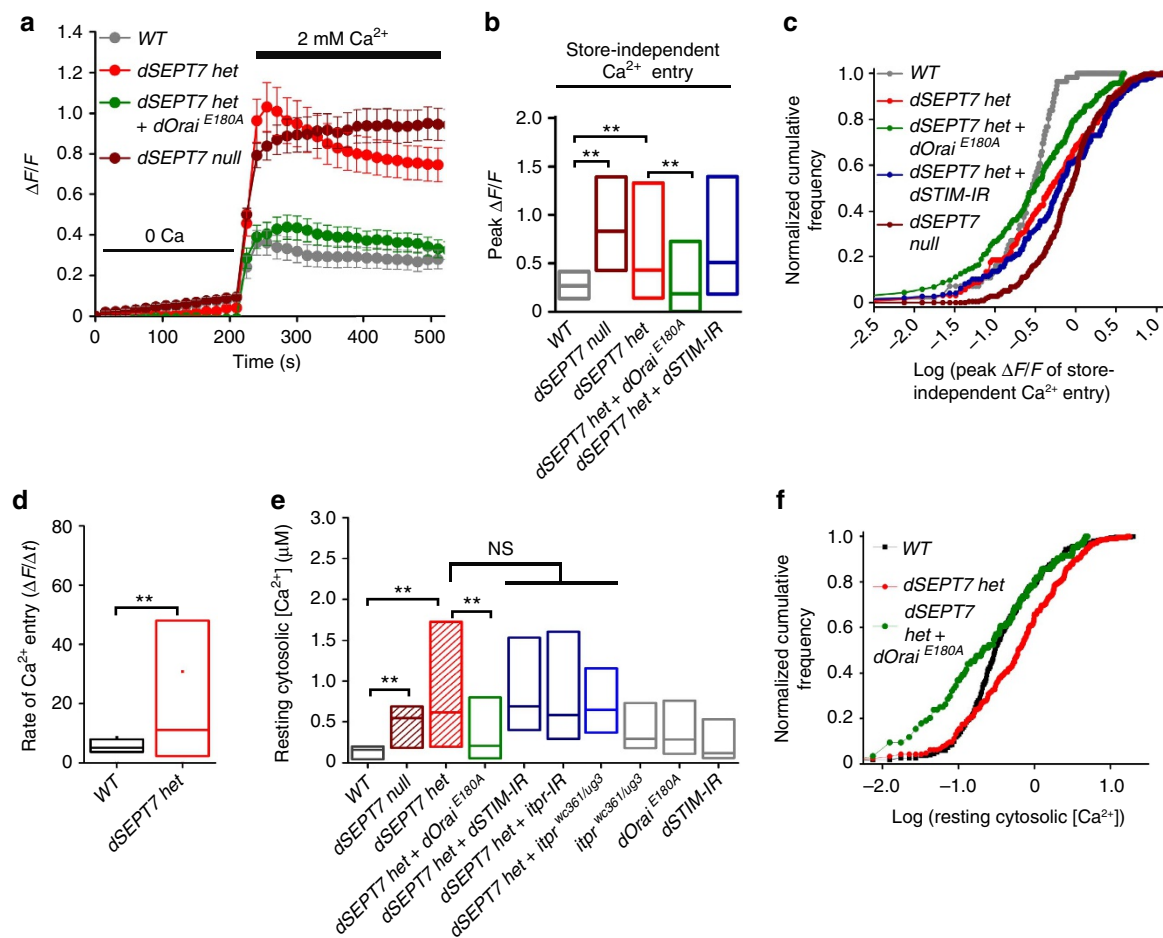 a
1.4
1.2
1.0
0.8
0.6
0.4
0.2
0
ΔF/F
WT
dSEPT7 het
dSEPT7 het
+ dOrai E180A
dSEPT7 null
2 mM Ca2+
0 Ca
0 100 200 300 400 500
Time (s)
b
Store-independent
Ca2+ entry
2.0
1.5
1.0
0.5
0
Peak ΔF/F
**
**
**
WT
dSEPT7 null
dSEPT7 het
dSEPT7 het + dOrai E180A
dSEPT7 het + dSTIM-IR
c
1.0
0.8
0.6
0.4
0.2
0
Normalized cumulative
frequency
WT
dSEPT7 het
dSEPT7 het +
dOrai E180A
dSEPT7 het +
dSTIM-IR
dSEPT7
null
-2.5 -2.0 -1.5 -1.0 -0.5 0 0.5 1.0
Log (peak ΔF/F of store-
independent Ca2+ entry)
d
80
60
40
20
0
Rate of Ca2+ entry (ΔF/Δt)
**
WT
dSEPT7 het
e
3.0
2.5
2.0
1.5
1.0
0.5
0
Resting cytosolic [Ca2+] (μM)
NS
**
**
**
WT
dSEPT7 null
dSEPT7 het
dSEPT7 het + dOrai E180A
dSEPT7 het + dSTIM-IR
dSEPT7 het + itpr-IR
dSEPT7 het + itpr wc361/ug3
itpr wc361/ug3
dOrai E180A
dSTIM-IR
f
1.0
0.8
0.6
0.4
0.2
0
Normalized cumulative
frequency
WT
dSEPT7 het
dSEPT7
het +
dOrai E180A
-2.0 -1.0 0 1.0
Log (resting cytosolic [Ca2+])